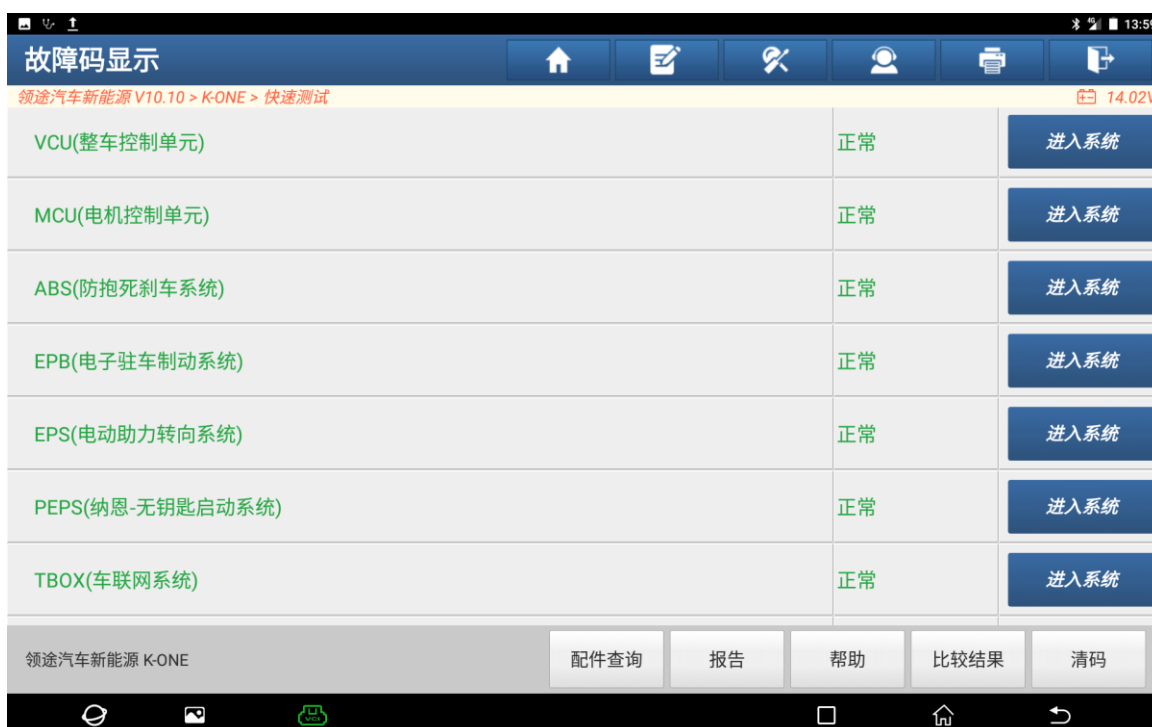 4G 13:59
故障码显示
领途汽车新能源 V10.10 > K-ONE > 快速测试 14.02V
VCU(整车控制单元) 正常 进入系统
MCU(电机控制单元) 正常 进入系统
ABS(防抱死刹车系统) 正常 进入系统
EPB(电子驻车制动系统) 正常 进入系统
EPS(电动助力转向系统) 正常 进入系统
PEPS(纳恩-无钥匙启动系统) 正常 进入系统
TBOX(车联网系统) 正常 进入系统
领途汽车新能源 K-ONE 配件查询 报告 帮助 比较结果 清码
VCI